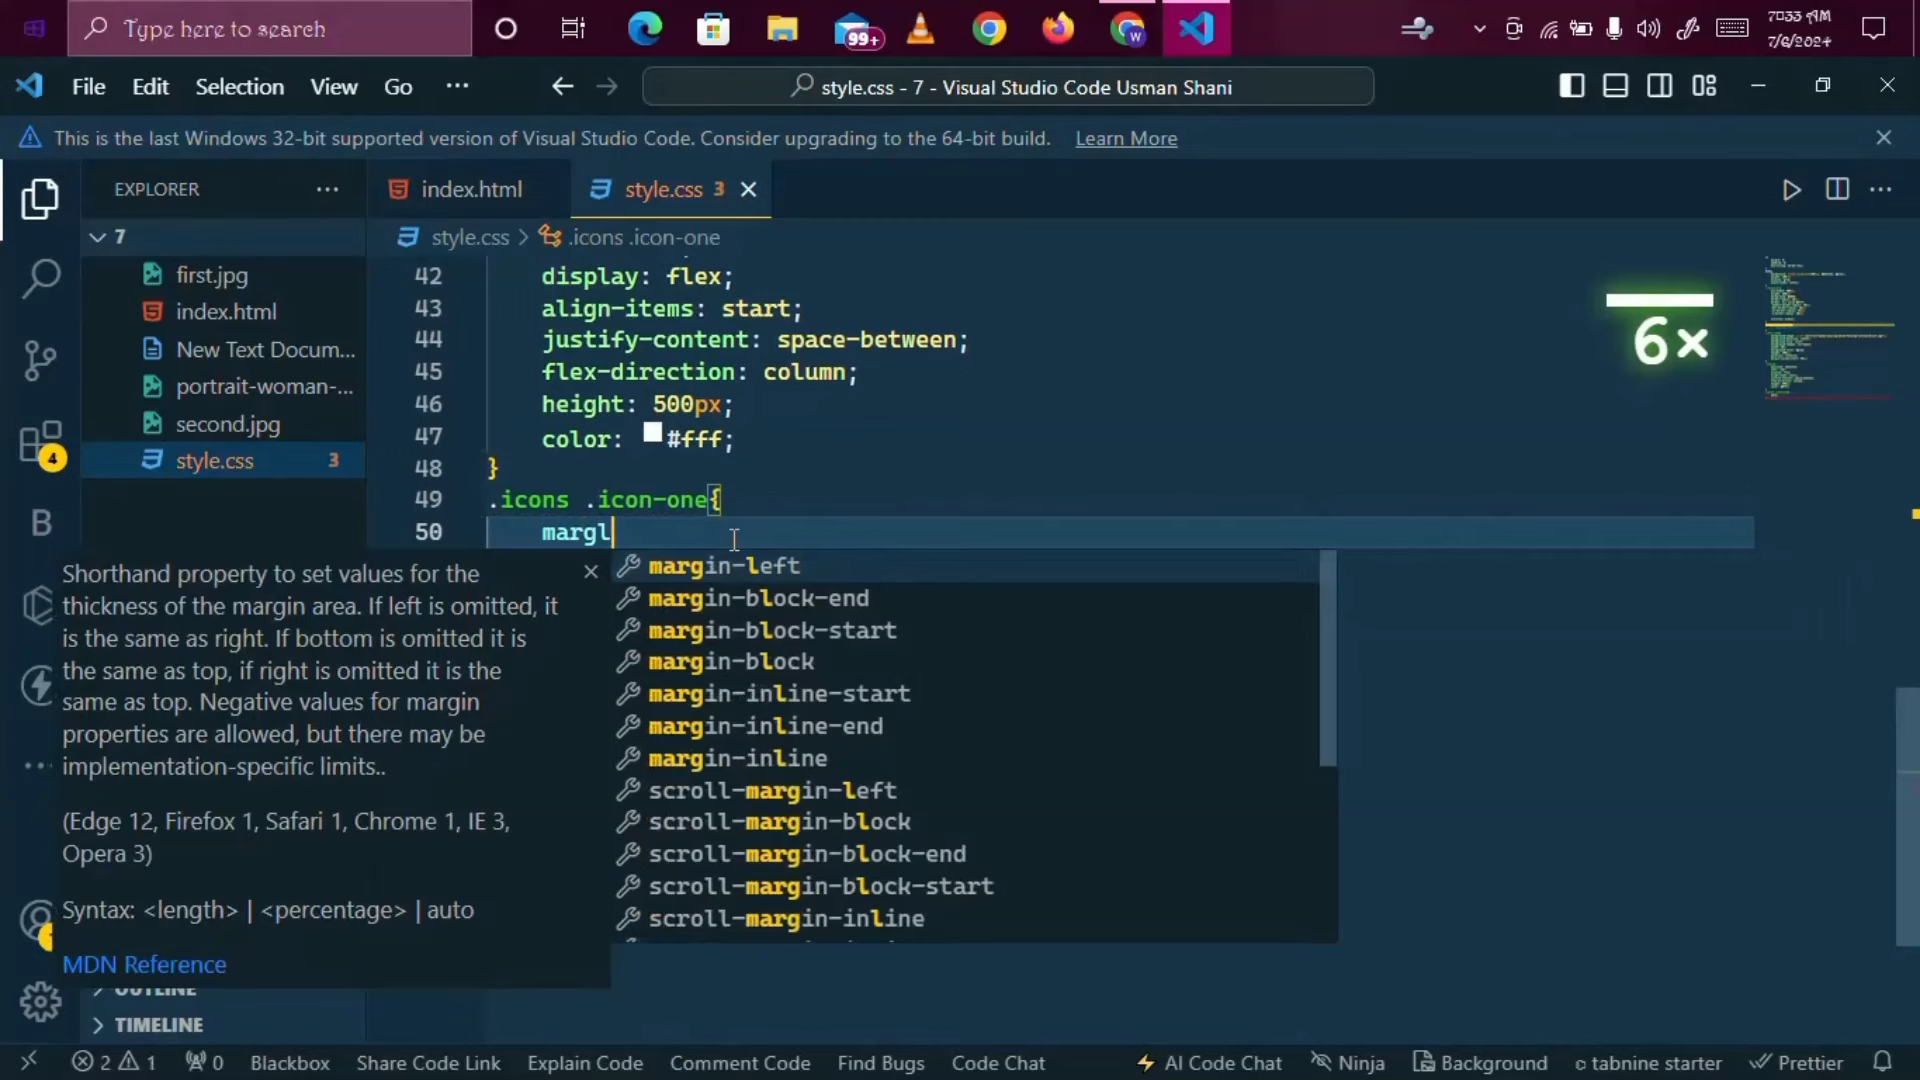 Type here to search
99+
W
7:33 AM
7/6/2024
File Edit Selection View Go ···
style.css - 7 - Visual Studio Code Usman Shani
This is the last Windows 32-bit supported version of Visual Studio Code. Consider upgrading to the 64-bit build. Learn More
EXPLORER ···
index.html
style.css 3
7
style.css > .icons .icon-one
first.jpg
index.html
New Text Docum...
portrait-woman-...
second.jpg
style.css 3
4
B
42 display: flex;
43 align-items: start;
44 justify-content: space-between;
45 flex-direction: column;
46 height: 500px;
47 color: #fff;
48 }
49 .icons .icon-one{
50 margl
6×
Shorthand property to set values for the
thickness of the margin area. If left is omitted, it
is the same as right. If bottom is omitted it is
the same as top, if right is omitted it is the
same as top. Negative values for margin
properties are allowed, but there may be
implementation-specific limits..
(Edge 12, Firefox 1, Safari 1, Chrome 1, IE 3,
Opera 3)
Syntax: <length> | <percentage> | auto
MDN Reference
margin-left
margin-block-end
margin-block-start
margin-block
margin-inline-start
margin-inline-end
margin-inline
scroll-margin-left
scroll-margin-block
scroll-margin-block-end
scroll-margin-block-start
scroll-margin-inline
OUTLINE
TIMELINE
2 1 0 Blackbox Share Code Link Explain Code Comment Code Find Bugs Code Chat AI Code Chat Ninja Background tabnine starter Prettier